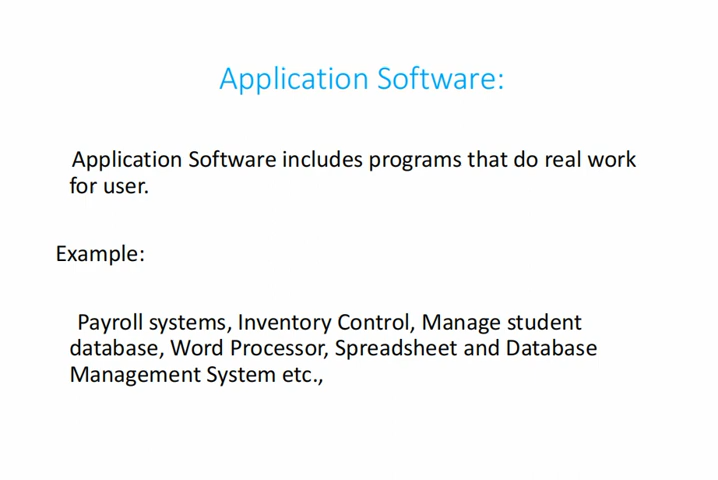 Application Software:
Application Software includes programs that do real work
for user.
Example:
Payroll systems, Inventory Control, Manage student
database, Word Processor, Spreadsheet and Database
Management System etc.,